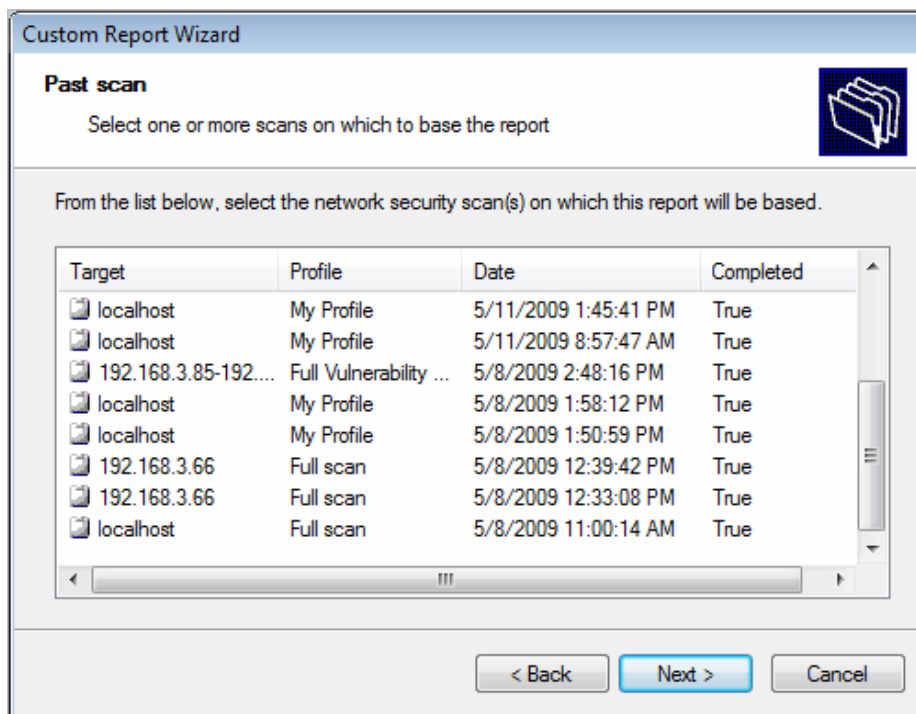 Custom Report Wizard
Past scan
Select one or more scans on which to base the report
From the list below, select the network security scan(s) on which this report will be based.
Target Profile Date Completed
localhost My Profile 5/11/2009 1:45:41 PM True
localhost My Profile 5/11/2009 8:57:47 AM True
192.168.3.85-192.... Full Vulnerability ... 5/8/2009 2:48:16 PM True
localhost My Profile 5/8/2009 1:58:12 PM True
localhost My Profile 5/8/2009 1:50:59 PM True
192.168.3.66 Full scan 5/8/2009 12:39:42 PM True
192.168.3.66 Full scan 5/8/2009 12:33:08 PM True
localhost Full scan 5/8/2009 11:00:14 AM True
< Back Next > Cancel